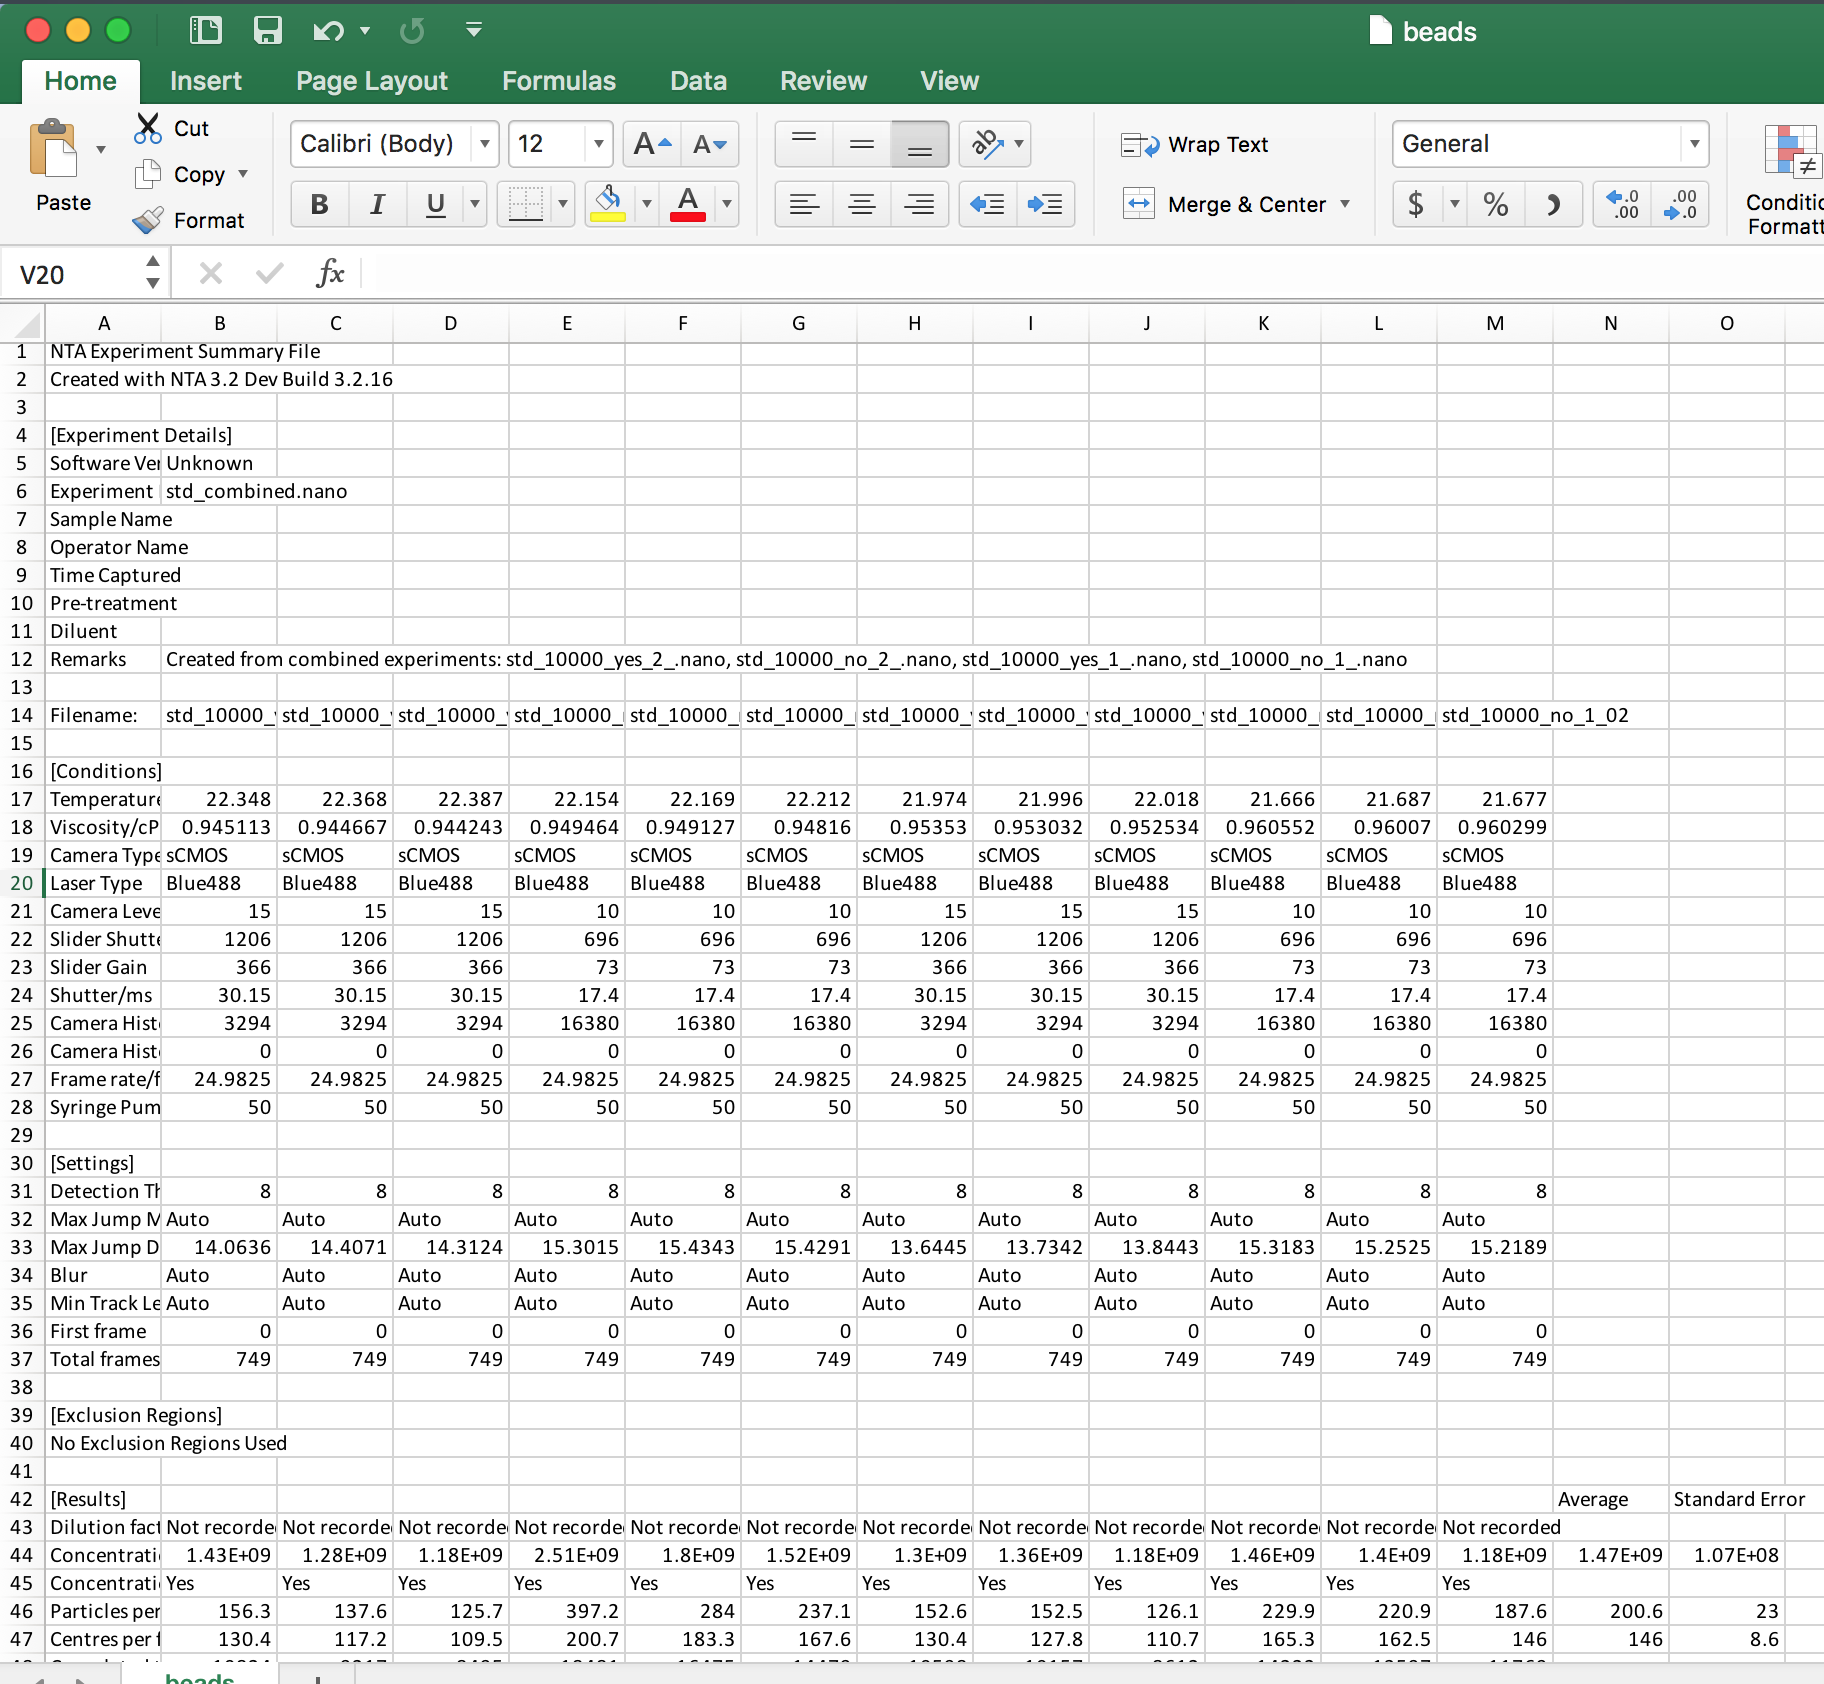 beads
Home Insert Page Layout Formulas Data Review View
Paste Cut Copy Format
Calibri (Body) 12 A A
B I U A
Wrap Text
Merge & Center
General
$ % .0 .00 .00 .0
Conditio
Formatt
V20 fx
A B C D E F G H I J K L M N O
1 NTA Experiment Summary File
2 Created with NTA 3.2 Dev Build 3.2.16
3
4 [Experiment Details]
5 Software Ver Unknown
6 Experiment std_combined.nano
7 Sample Name
8 Operator Name
9 Time Captured
10 Pre-treatment
11 Diluent
12 Remarks Created from combined experiments: std_10000_yes_2_.nano, std_10000_no_2_.nano, std_10000_yes_1_.nano, std_10000_no_1_.nano
13
14 Filename: std_10000_ std_10000_ std_10000_ std_10000_ std_10000_ std_10000_ std_10000_ std_10000_ std_10000_ std_10000_ std_10000_ std_10000_no_1_02
15
16 [Conditions]
17 Temperature 22.348 22.368 22.387 22.154 22.169 22.212 21.974 21.996 22.018 21.666 21.687 21.677
18 Viscosity/cP 0.945113 0.944667 0.944243 0.949464 0.949127 0.94816 0.95353 0.953032 0.952534 0.960552 0.96007 0.960299
19 Camera Type sCMOS sCMOS sCMOS sCMOS sCMOS sCMOS sCMOS sCMOS sCMOS sCMOS sCMOS sCMOS
20 Laser Type Blue488 Blue488 Blue488 Blue488 Blue488 Blue488 Blue488 Blue488 Blue488 Blue488 Blue488 Blue488
21 Camera Leve 15 15 15 10 10 10 15 15 15 10 10 10
22 Slider Shutte 1206 1206 1206 696 696 696 1206 1206 1206 696 696 696
23 Slider Gain 366 366 366 73 73 73 366 366 366 73 73 73
24 Shutter/ms 30.15 30.15 30.15 17.4 17.4 17.4 30.15 30.15 30.15 17.4 17.4 17.4
25 Camera Hist 3294 3294 3294 16380 16380 16380 3294 3294 3294 16380 16380 16380
26 Camera Hist 0 0 0 0 0 0 0 0 0 0 0 0
27 Frame rate/f 24.9825 24.9825 24.9825 24.9825 24.9825 24.9825 24.9825 24.9825 24.9825 24.9825 24.9825 24.9825
28 Syringe Pum 50 50 50 50 50 50 50 50 50 50 50 50
29
30 [Settings]
31 Detection Th 8 8 8 8 8 8 8 8 8 8 8 8
32 Max Jump M Auto Auto Auto Auto Auto Auto Auto Auto Auto Auto Auto Auto
33 Max Jump D 14.0636 14.4071 14.3124 15.3015 15.4343 15.4291 13.6445 13.7342 13.8443 15.3183 15.2525 15.2189
34 Blur Auto Auto Auto Auto Auto Auto Auto Auto Auto Auto Auto Auto
35 Min Track Le Auto Auto Auto Auto Auto Auto Auto Auto Auto Auto Auto Auto
36 First frame 0 0 0 0 0 0 0 0 0 0 0 0
37 Total frames 749 749 749 749 749 749 749 749 749 749 749 749
38
39 [Exclusion Regions]
40 No Exclusion Regions Used
41
42 [Results] Average Standard Error
43 Dilution fact Not recorde Not recorde Not recorde Not recorde Not recorde Not recorde Not recorde Not recorde Not recorde Not recorde Not recorde Not recorded
44 Concentrati 1.43E+09 1.28E+09 1.18E+09 2.51E+09 1.8E+09 1.52E+09 1.3E+09 1.36E+09 1.18E+09 1.46E+09 1.4E+09 1.18E+09 1.47E+09 1.07E+08
45 Concentrati Yes Yes Yes Yes Yes Yes Yes Yes Yes Yes Yes Yes
46 Particles per 156.3 137.6 125.7 397.2 284 237.1 152.6 152.5 126.1 229.9 220.9 187.6 200.6 23
47 Centres per f 130.4 117.2 109.5 200.7 183.3 167.6 130.4 127.8 110.7 165.3 162.5 146 146 8.6
beads